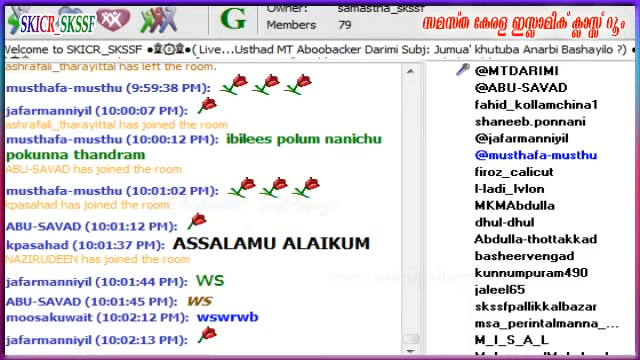 SKICR_SKSSF
G
Owner: samastha_skssf
Members 79
സമസ്ത കേരള ഇസ്ലാമിക് ക്ലാസ്സ് റൂം
Welcome to SKICR_SKSSF (Live...Usthad MT Aboobacker Darimi Subj: Jumua' khutuba Anarbi Bashayilo ?)
ashrafali_tharayittal has left the room.
musthafa-musthu (9:59:38 PM):
jafarmanniyil (10:00:07 PM):
ashrafali_tharayittal has joined the room
musthafa-musthu (10:00:12 PM): ibilees polum nanichu
pokunna thandram
ABU-SAVAD has joined the room
musthafa-musthu (10:01:02 PM):
kpasahad has joined the room
ABU-SAVAD (10:01:12 PM):
kpasahad (10:01:37 PM): ASSALAMU ALAIKUM
NAZIRUDEEN has joined the room
jafarmanniyil (10:01:44 PM): WS
ABU-SAVAD (10:01:45 PM): ws
moosakuwait (10:02:12 PM): wswrwb
jafarmanniyil (10:02:13 PM):
@MTDARIMI
@ABU-SAVAD
fahid_kollamchina1
shaneeb.ponnani
@jafarmanniyil
@musthafa-musthu
firoz_calicut
l-ladi_lvlon
MKMAbdulla
dhul-dhul
Abdulla-thottakkad
basheervengad
kunnumpuram490
jaleel65
skssfpallikkalbazar
msa_perintalmanna_...
M_I_S_A_L